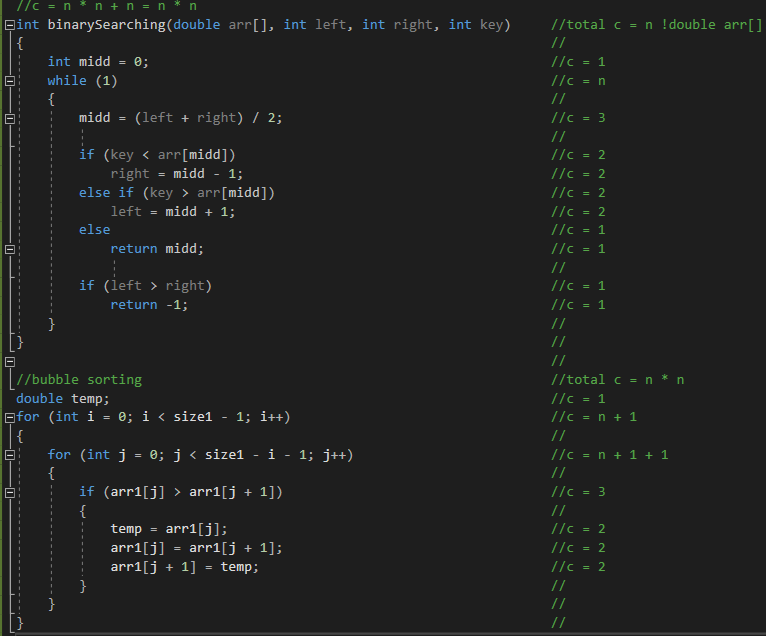 //c = n * n + n = n * n
int binarySearching(double arr[], int left, int right, int key) //total c = n !double arr[]
{ //
int midd = 0; //c = 1
while (1) //c = n
{ //
midd = (left + right) / 2; //c = 3
//
if (key < arr[midd]) //c = 2
right = midd - 1; //c = 2
else if (key > arr[midd]) //c = 2
left = midd + 1; //c = 2
else //c = 1
return midd; //c = 1
//
if (left > right) //c = 1
return -1; //c = 1
} //
} //
//
//bubble sorting //total c = n * n
double temp; //c = 1
for (int i = 0; i < size1 - 1; i++) //c = n + 1
{ //
for (int j = 0; j < size1 - i - 1; j++) //c = n + 1 + 1
{ //
if (arr1[j] > arr1[j + 1]) //c = 3
{ //
temp = arr1[j]; //c = 2
arr1[j] = arr1[j + 1]; //c = 2
arr1[j + 1] = temp; //c = 2
} //
} //
} //